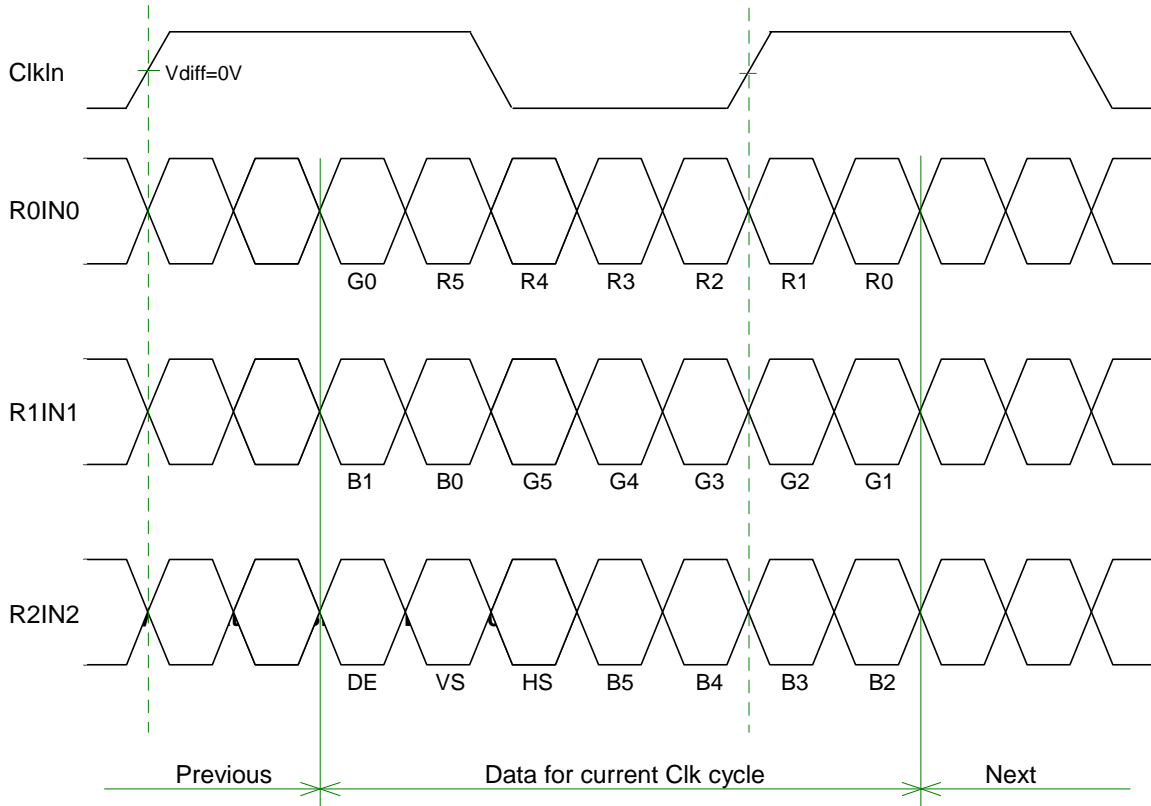 ClkIn
Vdiff=0V
R0IN0
G0 R5 R4 R3 R2 R1 R0
R1IN1
B1 B0 G5 G4 G3 G2 G1
R2IN2
DE VS HS B5 B4 B3 B2
Previous Data for current Clk cycle Next